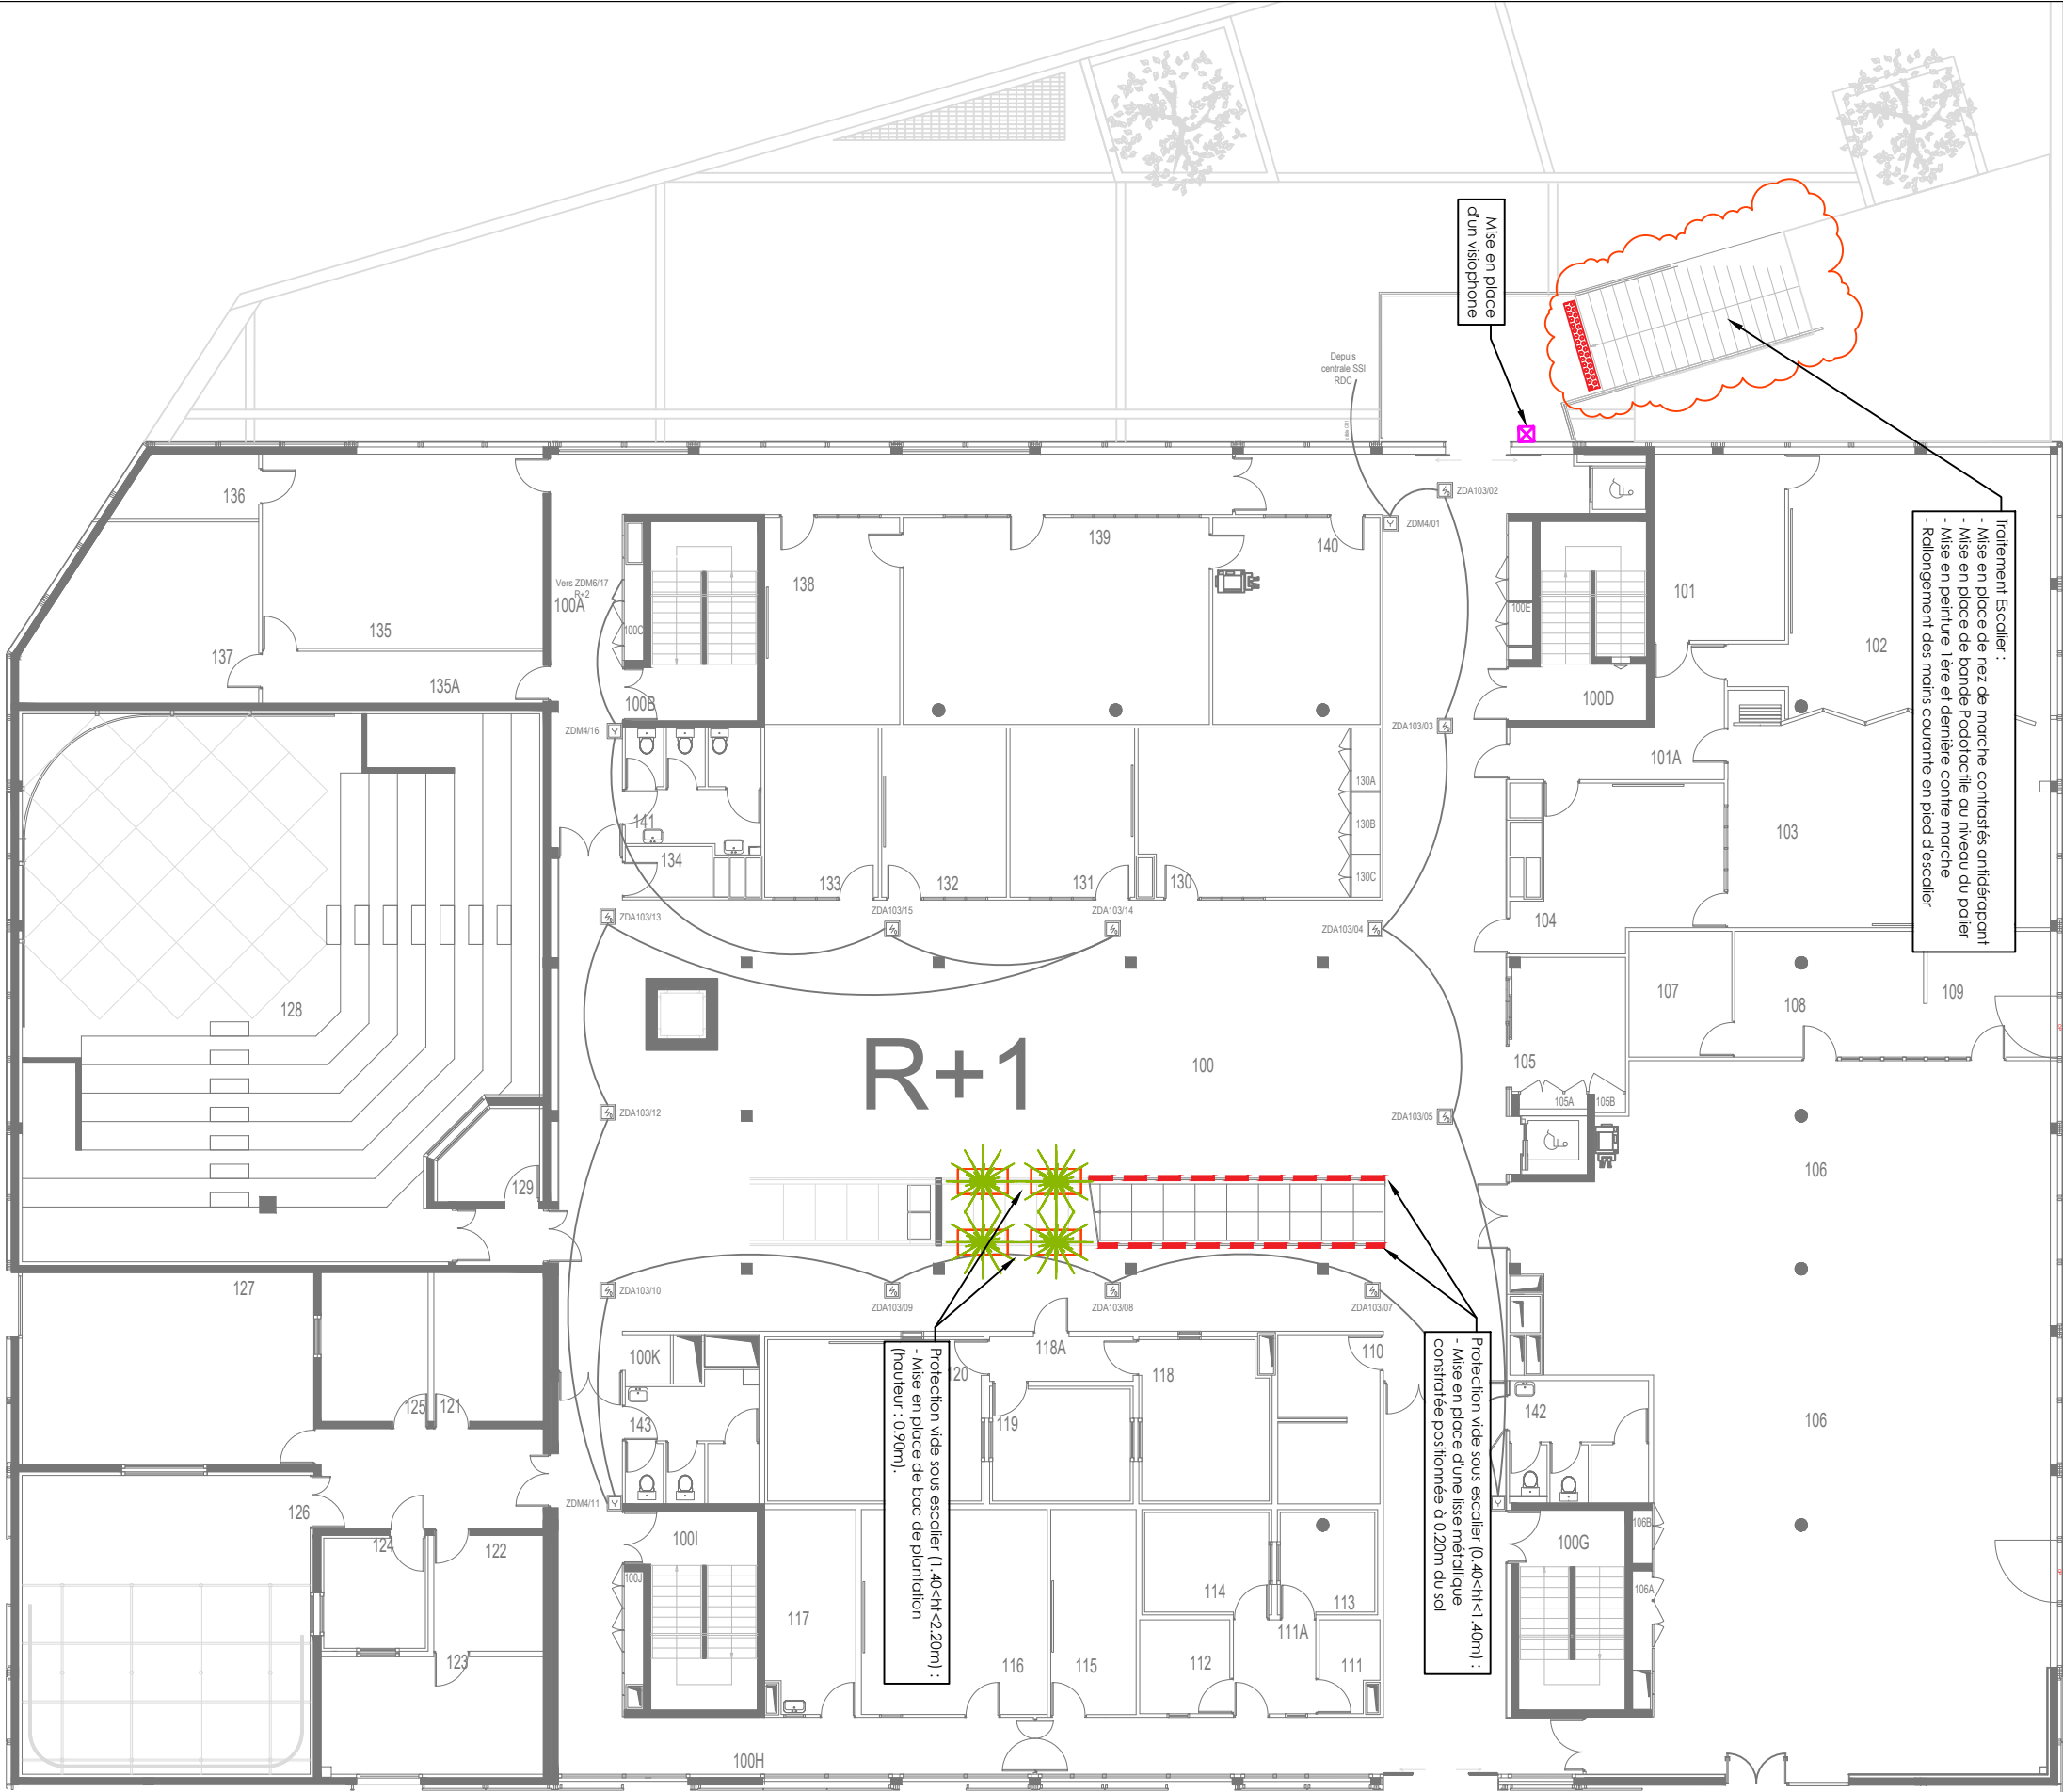 Mise en place
d'un visiophone
Depuis
centrale SSI
RDC
Traitement Escalier :
- Mise en place de nez de marche contrastés antidérapant
- Mise en place de bande Podotactile au niveau du palier
- Mise en peinture 1ère et dernière contre marche
- Rallongement des mains courante en pied d'escalier
136
139
140
ZDA103/02
ZDM4/01
138
Vers ZDM6/17
R+2
100A
100C
100E
101
102
135
137
135A
100B
100D
ZDM4/16
ZDA103/03
101A
130A
130B
130C
141
134
103
133
132
131
130
104
ZDA103/13
ZDA103/15
ZDA103/14
ZDA103/04
107
108
109
128
R+1
100
105
105A
105B
ZDA103/12
ZDA103/05
106
129
127
ZDA103/10
ZDA103/09
ZDA103/08
ZDA103/07
100K
118A
118
110
120
119
125
121
143
142
106
Protection vide sous escalier (1.40<ht<2.20m) :
- Mise en place de bac de plantation
(hauteur : 0.90m).
Protection vide sous escalier (0.40<ht<1.40m) :
- Mise en place d'une lisse métallique
constratée positionnée à 0.20m du sol
ZDM4/11
126
124
122
100I
100J
100G
106B
106A
117
114
113
111A
123
116
115
112
111
100H